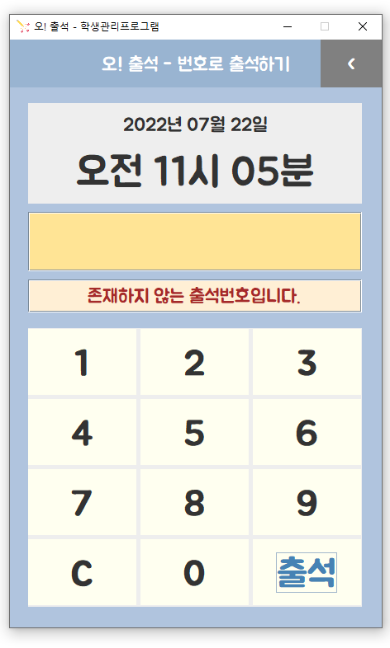 오! 출석 - 학생관리프로그램
오! 출석 - 번호로 출석하기
2022년 07월 22일
오전 11시 05분
존재하지 않는 출석번호입니다.
1 2 3
4 5 6
7 8 9
C 0 출석